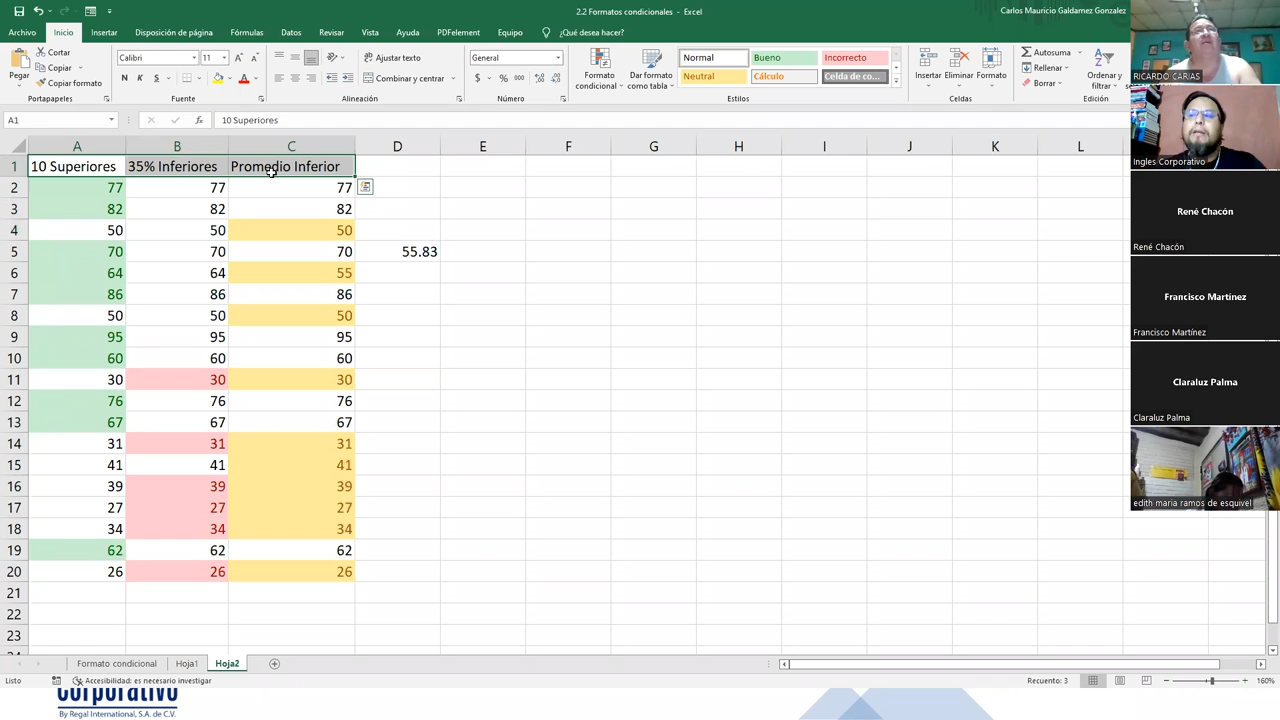 2.2 Formatos condicionales - Excel
Carlos Mauricio Galdamez Gonzalez
Archivo Inicio Insertar Disposición de página Fórmulas Datos Revisar Vista Ayuda PDFelement Equipo ¿Qué desea hacer?
Pegar
Cortar
Copiar
Copiar formato
Portapapeles
Calibri 11
N K S
Fuente
Ajustar texto
Combinar y centrar
Alineación
General
$ % 000
Número
Formato condicional
Dar formato como tabla
Normal Bueno Incorrecto
Neutral Cálculo Celda de co...
Estilos
Insertar Eliminar Formato
Celdas
Autosuma
Rellenar
Borrar
Ordenar y filtrar
Edición
A1 fx 10 Superiores
A B C D E F G H I J K L
1 10 Superiores 35% Inferiores Promedio Inferior
2 77 77 77
3 82 82 82
4 50 50 50
5 70 70 70 55.83
6 64 64 55
7 86 86 86
8 50 50 50
9 95 95 95
10 60 60 60
11 30 30 30
12 76 76 76
13 67 67 67
14 31 31 31
15 41 41 41
16 39 39 39
17 27 27 27
18 34 34 34
19 62 62 62
20 26 26 26
21
22
23
Formato condicional Hoja1 Hoja2
Listo Accesibilidad: es necesario investigar Recuento: 3 160%
Corporativo
By Regal International, S.A. de C.V.
RICARDO CARIAS
Ingles Corporativo
René Chacón
René Chacón
Francisco Martínez
Francisco Martínez
Claraluz Palma
Claraluz Palma
edith maria ramos de esquivel